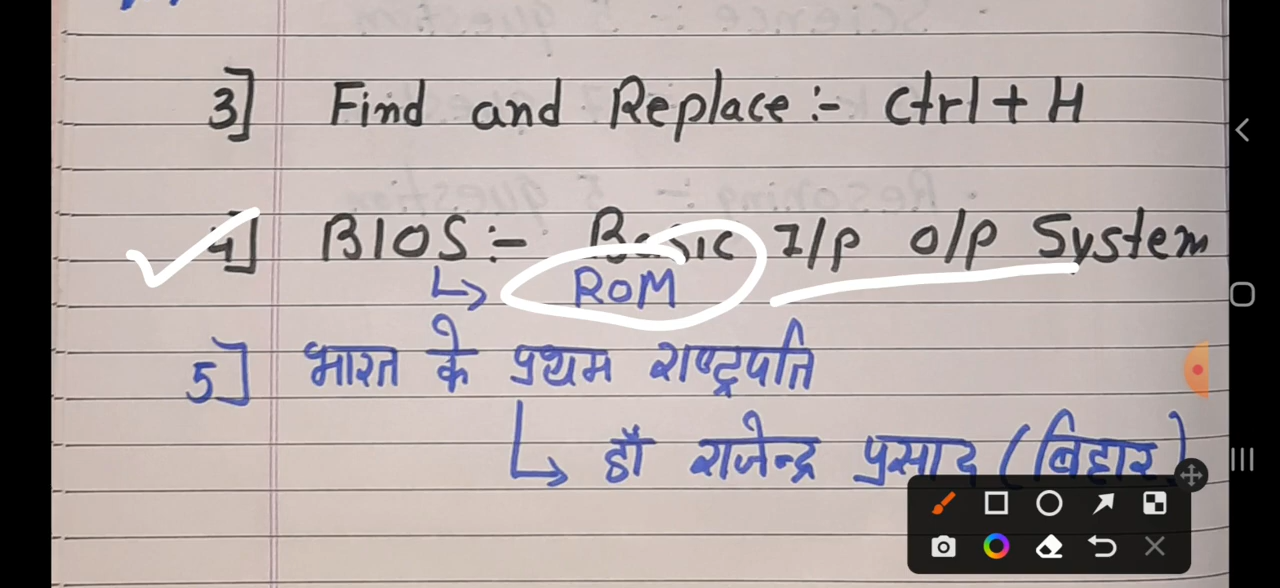 3] Find and Replace :- Ctrl + H
4] BIOS :- Basic I/P O/P System
↳ ROM
5] भारत के प्रथम राष्ट्रपति
↳ डॉ राजेन्द्र प्रसाद (बिहार)